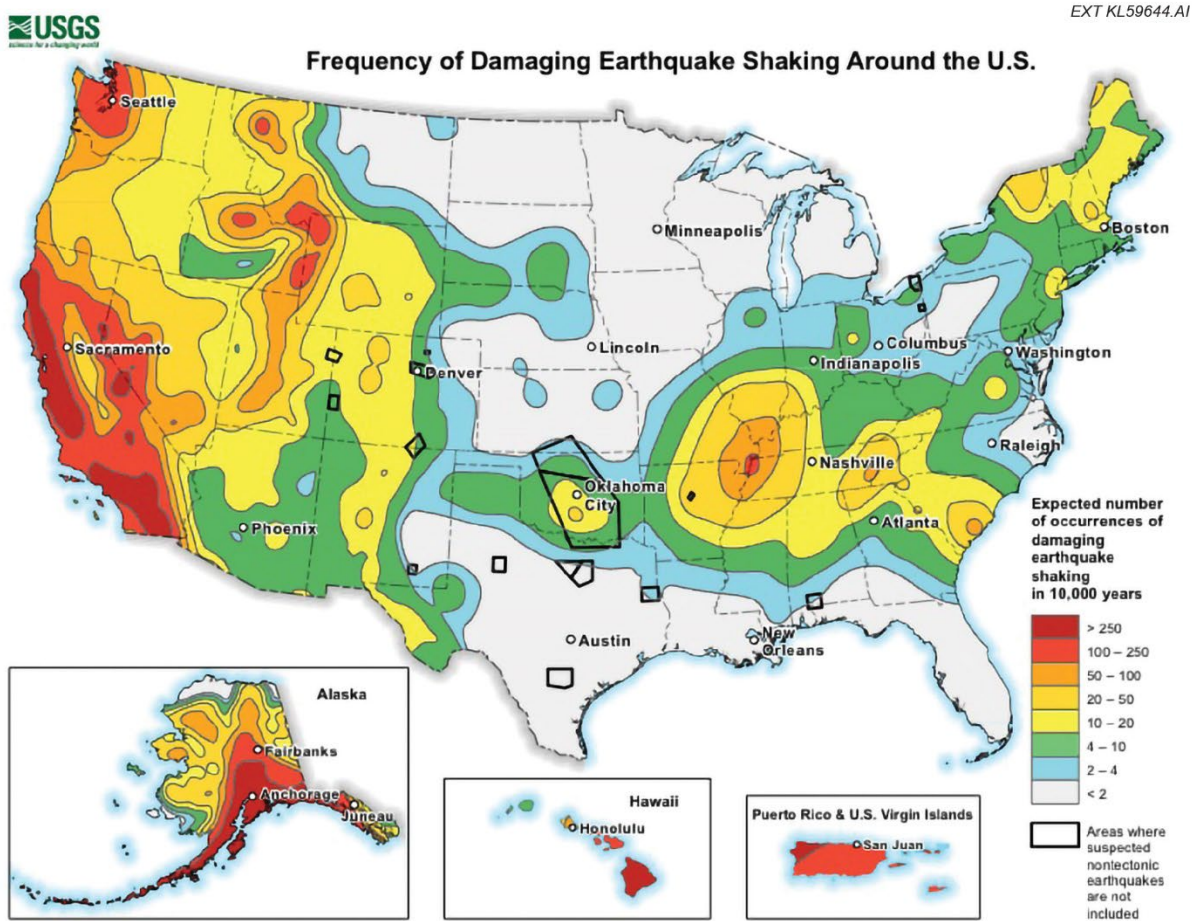 EXT KL59644.AI
USGS
science for a changing world
Frequency of Damaging Earthquake Shaking Around the U.S.
Seattle
Minneapolis
Boston
Sacramento
Lincoln
Columbus
Indianapolis
Washington
Denver
Raleigh
Nashville
Oklahoma
City
Phoenix
Atlanta
Austin
New
Orleans
Expected number
of occurrences of
damaging
earthquake
shaking
in 10,000 years
> 250
100 – 250
50 – 100
20 – 50
10 – 20
4 – 10
2 – 4
< 2
Areas where
suspected
nontectonic
earthquakes
are not
included
Alaska
Fairbanks
Anchorage
Juneau
Hawaii
Honolulu
Puerto Rico & U.S. Virgin Islands
San Juan